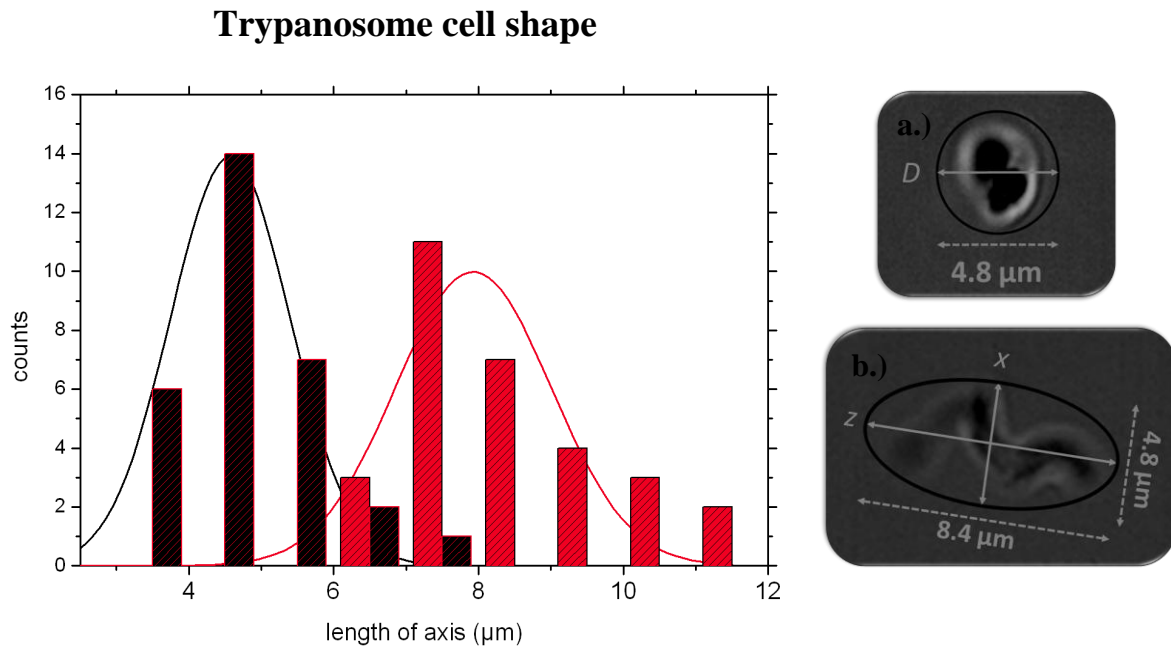 Trypanosome cell shape
16
14
12
10
8
6
4
2
0
counts
4 6 8 10 12
length of axis (µm)
a.)
D
4.8 µm
b.)
x
z
4.8 µm
8.4 µm